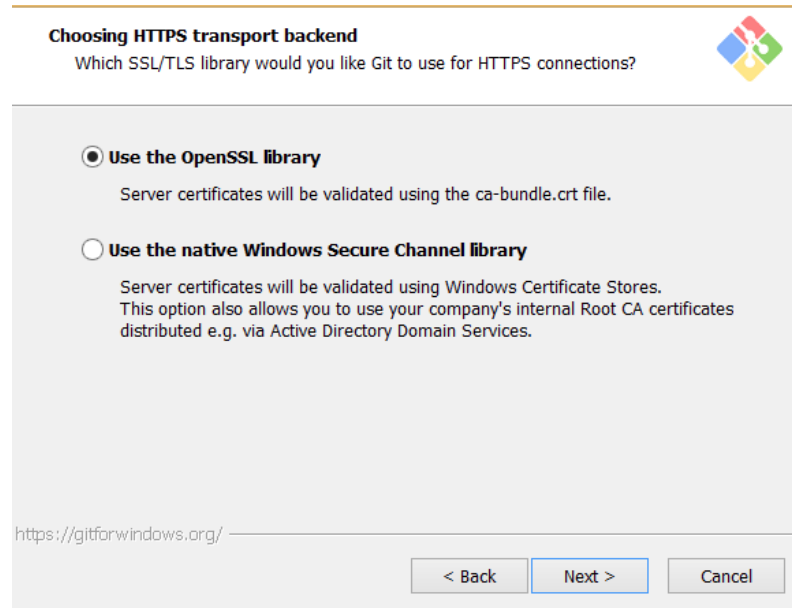 Choosing HTTPS transport backend
Which SSL/TLS library would you like Git to use for HTTPS connections?
Use the OpenSSL library
Server certificates will be validated using the ca-bundle.crt file.
Use the native Windows Secure Channel library
Server certificates will be validated using Windows Certificate Stores.
This option also allows you to use your company's internal Root CA certificates
distributed e.g. via Active Directory Domain Services.
https://gitforwindows.org/
< Back Next > Cancel